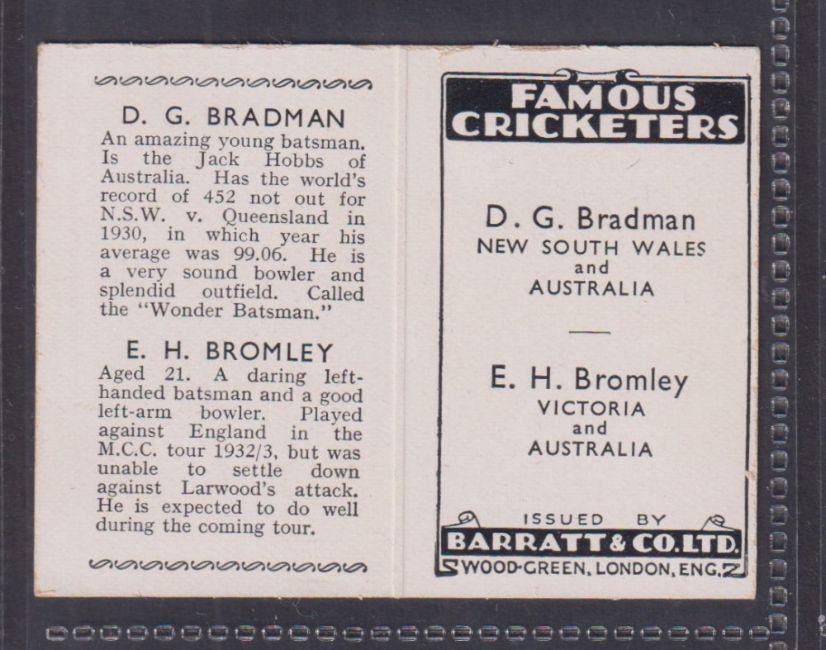 D. G. BRADMAN
An amazing young batsman.
Is the Jack Hobbs of
Australia. Has the world's
record of 452 not out for
N.S.W. v. Queensland in
1930, in which year his
average was 99.06. He is
a very sound bowler and
splendid outfield. Called
the "Wonder Batsman."
E. H. BROMLEY
Aged 21. A daring left-
handed batsman and a good
left-arm bowler. Played
against England in the
M.C.C. tour 1932/3, but was
unable to settle down
against Larwood's attack.
He is expected to do well
during the coming tour.
FAMOUS
CRICKETERS
D. G. Bradman
NEW SOUTH WALES
and
AUSTRALIA
E. H. Bromley
VICTORIA
and
AUSTRALIA
ISSUED BY
BARRATT & CO. LTD.
WOOD-GREEN, LONDON, ENG.